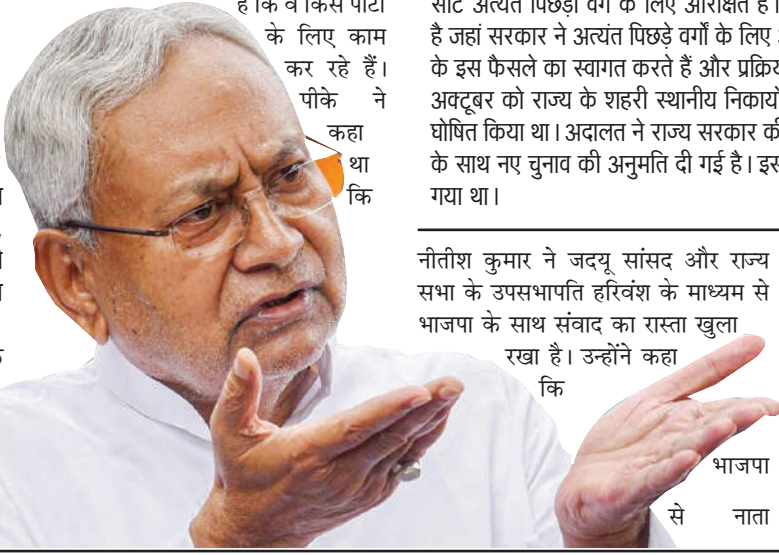 है कि वे किस पार्टी
के लिए काम
कर रहे हैं।
पीके ने
कहा
था
कि
सीट अत्यंत पिछड़ा वर्ग के लिए आरक्षित है।
है जहां सरकार ने अत्यंत पिछड़े वर्गों के लिए
के इस फैसले का स्वागत करते हैं और प्रक्रिय
अक्टूबर को राज्य के शहरी स्थानीय निकायों
घोषित किया था। अदालत ने राज्य सरकार की
के साथ नए चुनाव की अनुमति दी गई है। इस
गया था।
नीतीश कुमार ने जदयू सांसद और राज्य
सभा के उपसभापति हरिवंश के माध्यम से
भाजपा के साथ संवाद का रास्ता खुला
रखा है। उन्होंने कहा
कि
भाजपा
से नाता